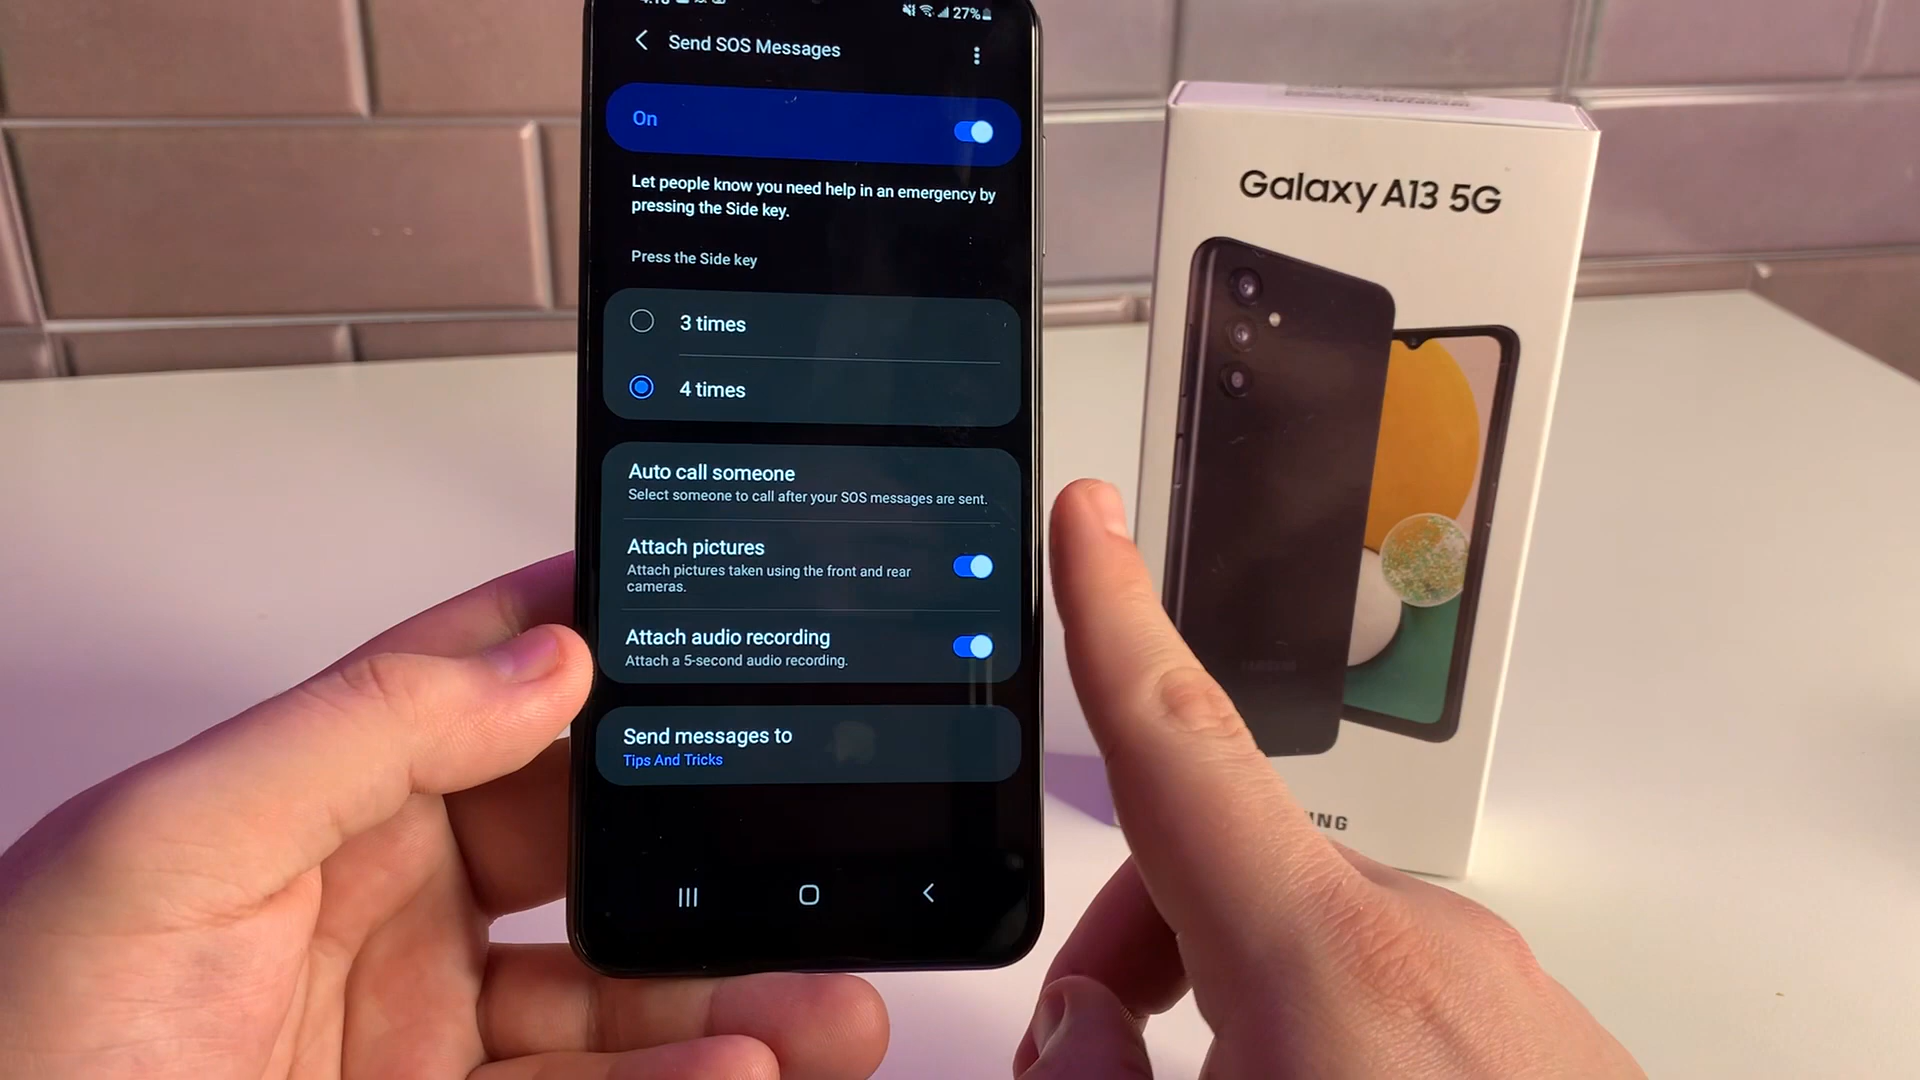 27%
Send SOS Messages
On
Let people know you need help in an emergency by
pressing the Side key.
Press the Side key
3 times
4 times
Auto call someone
Select someone to call after your SOS messages are sent.
Attach pictures
Attach pictures taken using the front and rear
cameras.
Attach audio recording
Attach a 5-second audio recording.
Send messages to
Tips And Tricks
Galaxy A13 5G
SAMSUNG